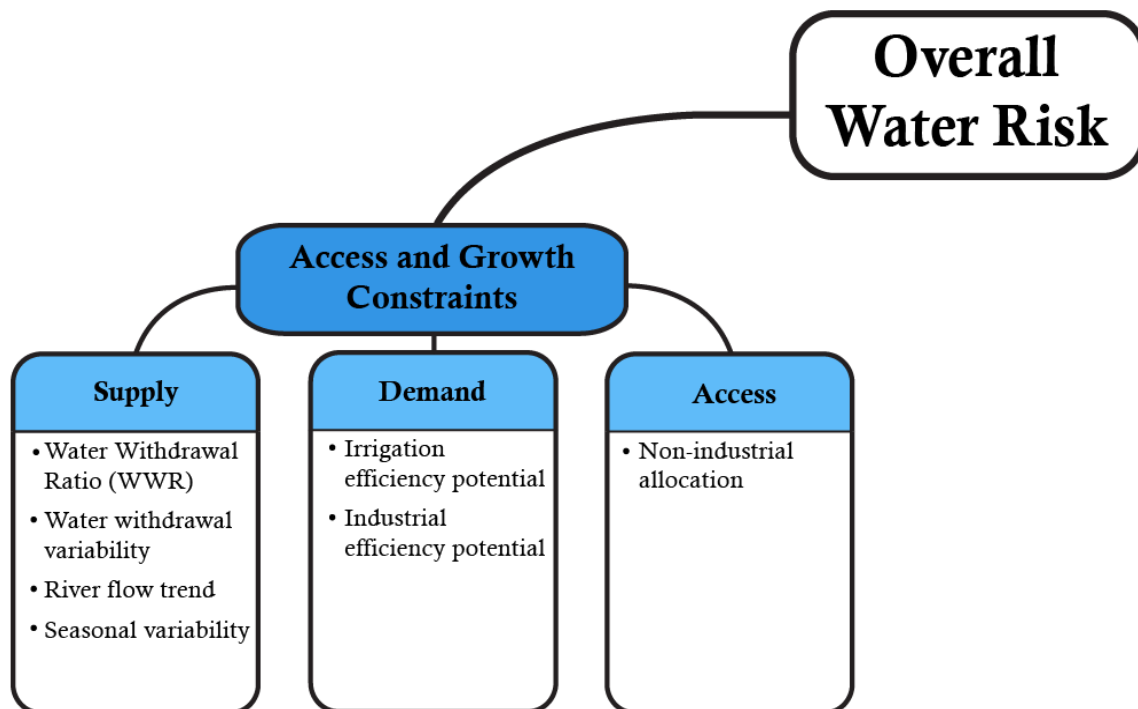 Overall
Water Risk
Access and Growth
Constraints
Supply
• Water Withdrawal
Ratio (WWR)
• Water withdrawal
variability
• River flow trend
• Seasonal variability
Demand
• Irrigation
efficiency potential
• Industrial
efficiency potential
Access
• Non-industrial
allocation